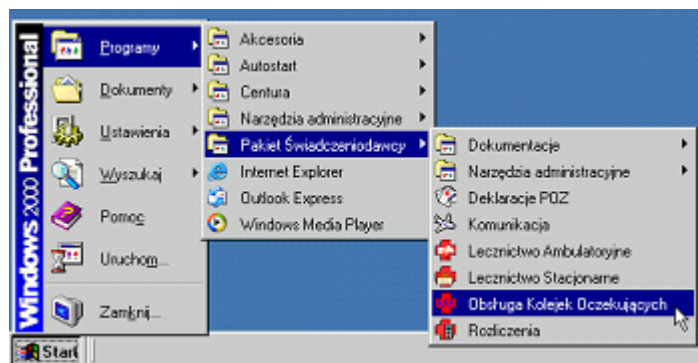 Windows 2000 Professional
Programy
Dokumenty
Ustawienia
Wyszukaj
Pomoc
Uruchom...
Zamknij...
Start
Akcesoria
Autostart
Centura
Narzędzia administracyjne
Pakiet Świadczeniodawcy
Internet Explorer
Outlook Express
Windows Media Player
Dokumentacje
Narzędzia administracyjne
Deklaracje POZ
Komunikacja
Lecznictwo Ambulatoryjne
Lecznictwo Stacjonarne
Obsługa Kolejek Oczekujących
Rozliczenia